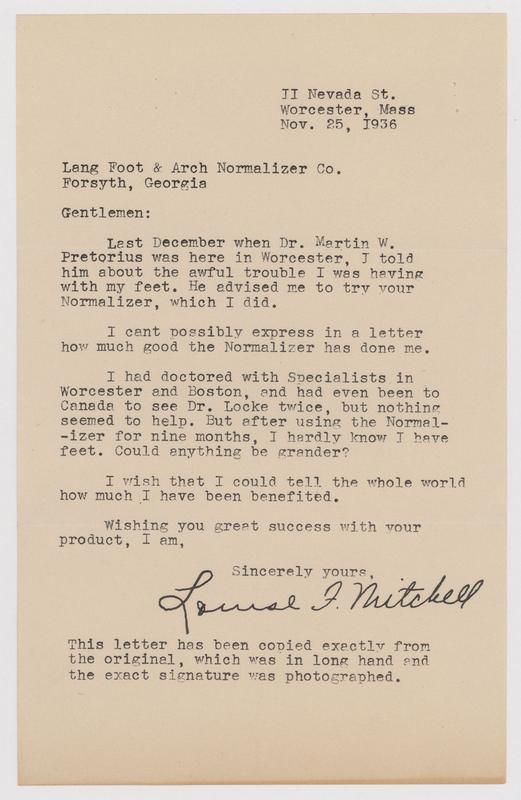 II Nevada St.
Worcester, Mass
Nov. 25, I936
Lang Foot & Arch Normalizer Co.
Forsyth, Georgia
Gentlemen:
Last December when Dr. Martin W.
Pretorius was here in Worcester, I told
him about the awful trouble I was having
with my feet. He advised me to try your
Normalizer, which I did.
I cant possibly express in a letter
how much good the Normalizer has done me.
I had doctored with Specialists in
Worcester and Boston, and had even been to
Canada to see Dr. Locke twice, but nothing
seemed to help. But after using the Normal-
-izer for nine months, I hardly know I have
feet. Could anything be grander?
I wish that I could tell the whole world
how much I have been benefited.
Wishing you great success with your
product, I am,
Sincerely yours,
Louise F. Mitchell
This letter has been copied exactly from
the original, which was in long hand and
the exact signature was photographed.